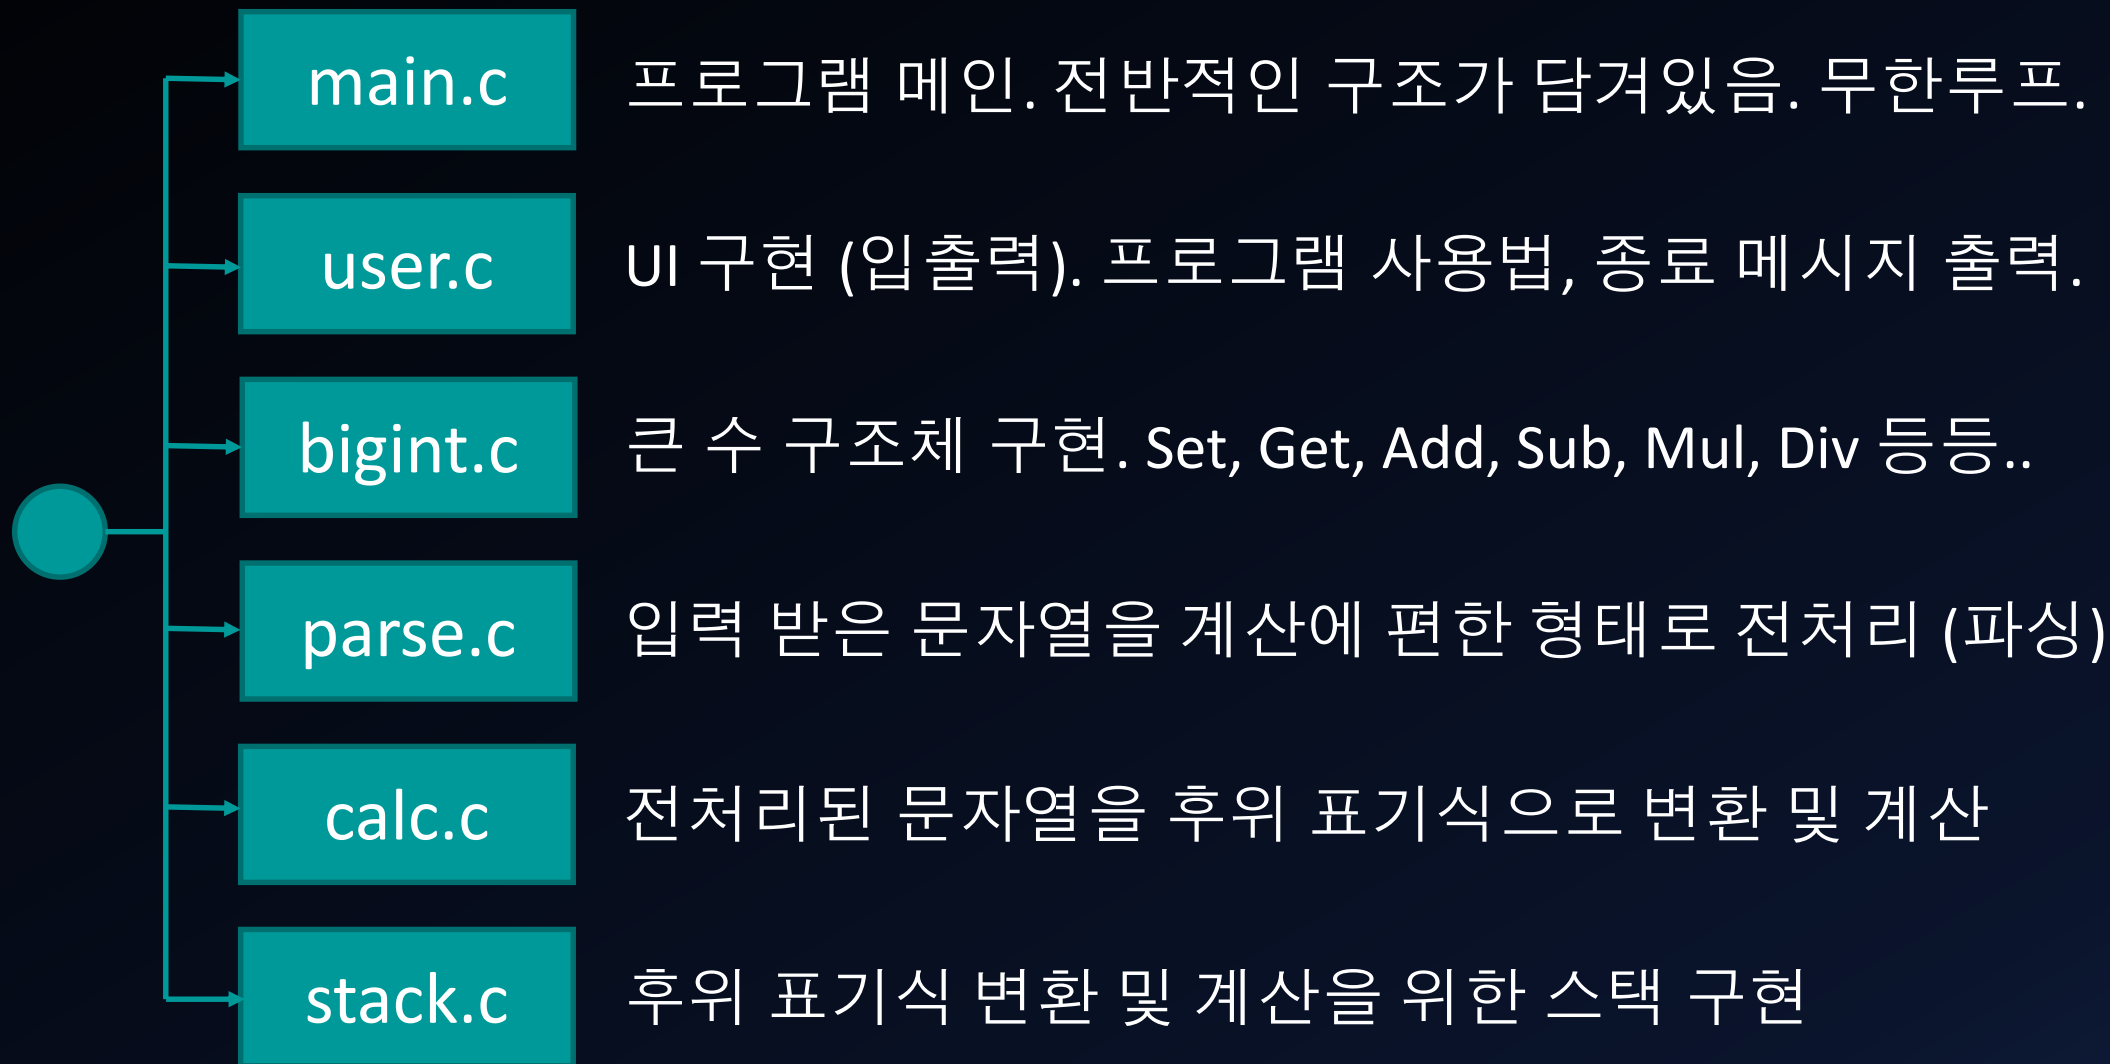 main.c 프로그램 메인. 전반적인 구조가 담겨있음. 무한루프.
user.c UI 구현 (입출력). 프로그램 사용법, 종료 메시지 출력.
bigint.c 큰 수 구조체 구현. Set, Get, Add, Sub, Mul, Div 등등..
parse.c 입력 받은 문자열을 계산에 편한 형태로 전처리 (파싱)
calc.c 전처리된 문자열을 후위 표기식으로 변환 및 계산
stack.c 후위 표기식 변환 및 계산을 위한 스택 구현